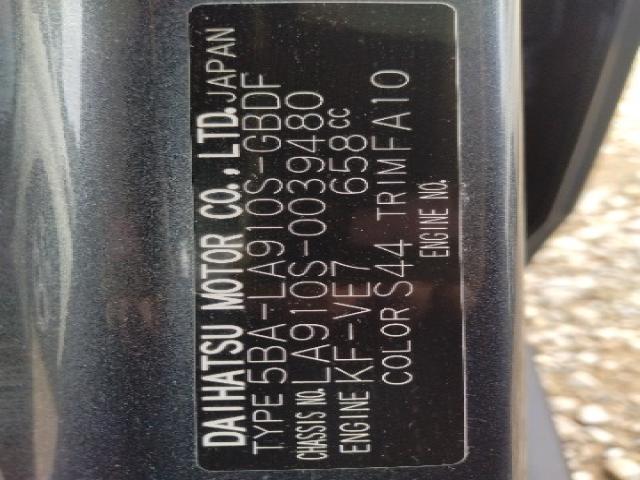 DAIHATSU MOTOR CO., LTD. JAPAN
TYPE 5BA-LA910S-GBDF
CHASSIS NO. LA910S-0039480
ENGINE KF-VE7 658cc
COLOR S44 TRIM FA10
ENGINE NO.